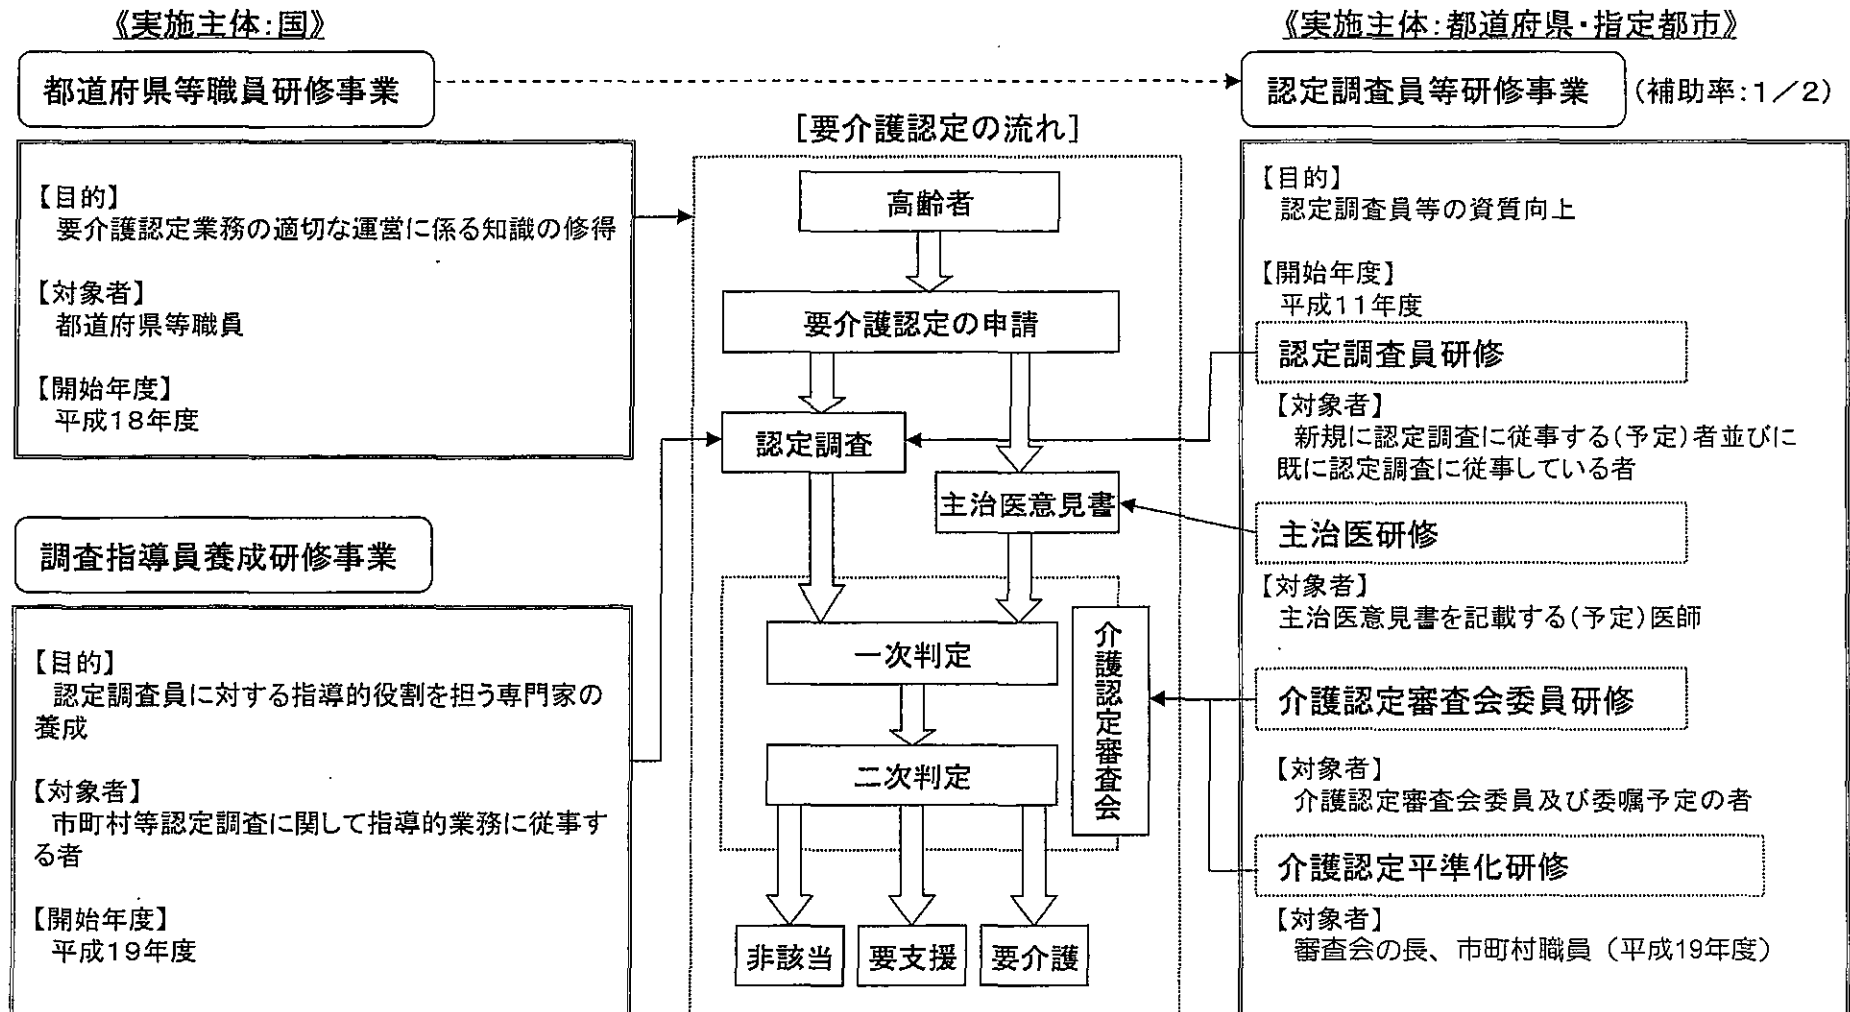 《実施主体:国》
都道府県等職員研修事業
【目的】
要介護認定業務の適切な運営に係る知識の修得
【対象者】
都道府県等職員
【開始年度】
平成18年度
調査指導員養成研修事業
【目的】
認定調査員に対する指導的役割を担う専門家の
養成
【対象者】
市町村等認定調査に関して指導的業務に従事す
る者
【開始年度】
平成19年度
[要介護認定の流れ]
高齢者
要介護認定の申請
認定調査
主治医意見書
一次判定
二次判定
介護認定審査会
非該当
要支援
要介護
《実施主体:都道府県・指定都市》
認定調査員等研修事業
(補助率:1/2)
【目的】
認定調査員等の資質向上
【開始年度】
平成11年度
認定調査員研修
【対象者】
新規に認定調査に従事する(予定)者並びに
既に認定調査に従事している者
主治医研修
【対象者】
主治医意見書を記載する(予定)医師
介護認定審査会委員研修
【対象者】
介護認定審査会委員及び委嘱予定の者
介護認定平準化研修
【対象者】
審査会の長、市町村職員(平成19年度)